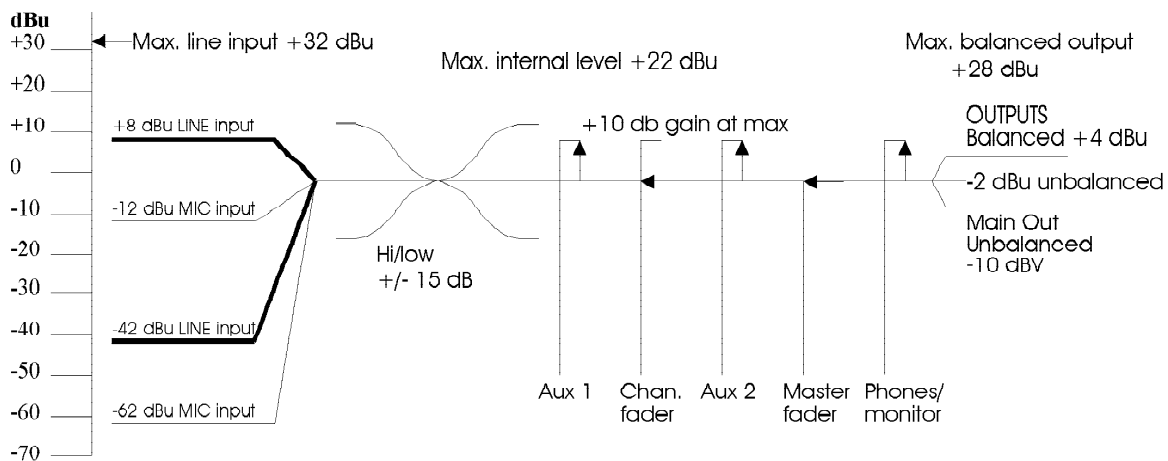 dBu
+30
+20
+10
0
-10
-20
-30
-40
-50
-60
-70
Max. line input +32 dBu
+8 dBu LINE input
-12 dBu MIC input
-42 dBu LINE input
-62 dBu MIC input
Max. internal level +22 dBu
Hi/low
+/- 15 dB
+10 db gain at max
Aux 1
Chan.
fader
Aux 2
Master
fader
Phones/
monitor
Max. balanced output
+28 dBu
OUTPUTS
Balanced +4 dBu
-2 dBu unbalanced
Main Out
Unbalanced
-10 dBV